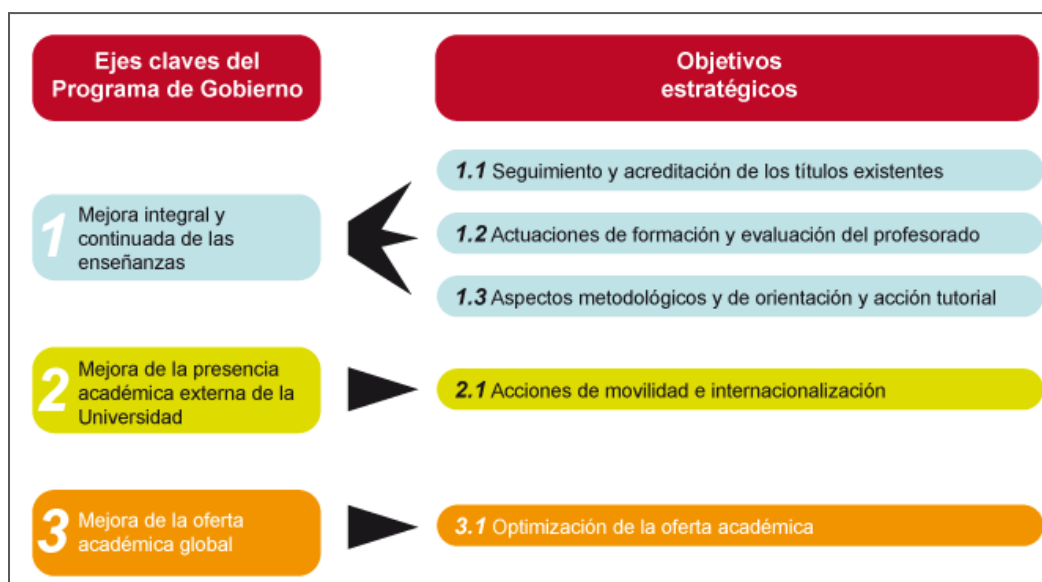 Ejes claves del
Programa de Gobierno
Objetivos
estratégicos
1 Mejora integral y
continuada de las
enseñanzas
1.1 Seguimiento y acreditación de los títulos existentes
1.2 Actuaciones de formación y evaluación del profesorado
1.3 Aspectos metodológicos y de orientación y acción tutorial
2 Mejora de la presencia
académica externa de la
Universidad
2.1 Acciones de movilidad e internacionalización
3 Mejora de la oferta
académica global
3.1 Optimización de la oferta académica